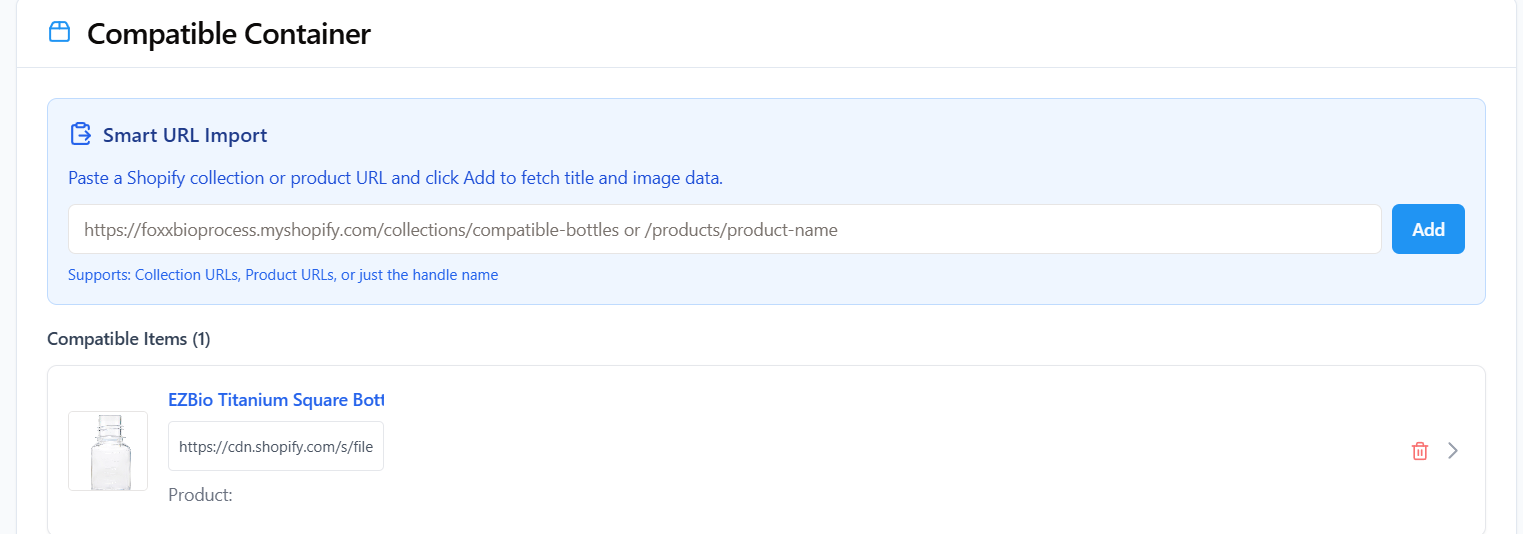 Compatible Container
Smart URL Import
Paste a Shopify collection or product URL and click Add to fetch title and image data.
https://foxxbioprocess.myshopify.com/collections/compatible-bottles or /products/product-name
Add
Supports: Collection URLs, Product URLs, or just the handle name
Compatible Items (1)
EZBio Titanium Square Bott
https://cdn.shopify.com/s/file
Product: